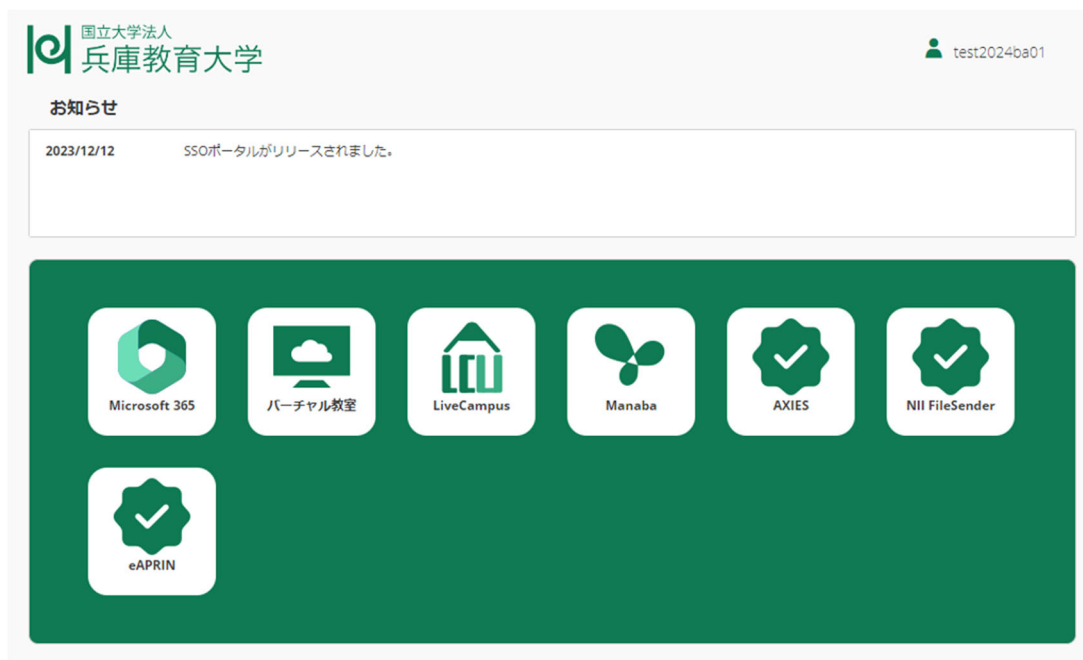 国立大学法人
兵庫教育大学
test2024ba01
お知らせ
2023/12/12 SSOポータルがリリースされました。
Microsoft 365
バーチャル教室
LCU
LiveCampus
Manaba
AXIES
NII FileSender
eAPRIN